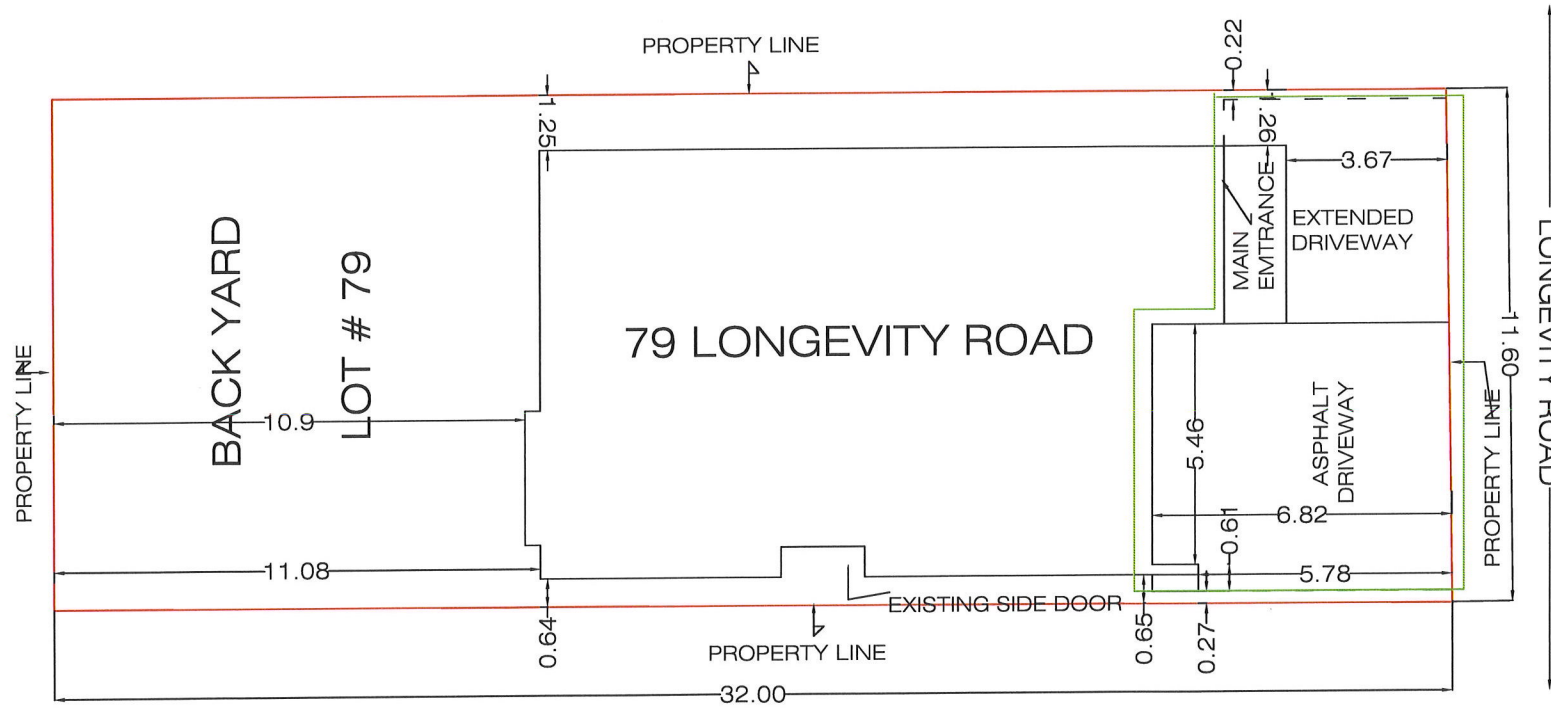 PROPERTY LINE
0.22
1.25
1.26
3.67
MAIN
EMTRANCE
EXTENDED
DRIVEWAY
LONGEVITY ROAD
11.60
BACK YARD
LOT # 79
79 LONGEVITY ROAD
PROPERTY LINE
10.9
5.46
ASPHALT
DRIVEWAY
PROPERTY LINE
6.82
0.61
11.08
5.78
EXISTING SIDE DOOR
0.64
0.65
0.27
PROPERTY LINE
32.00